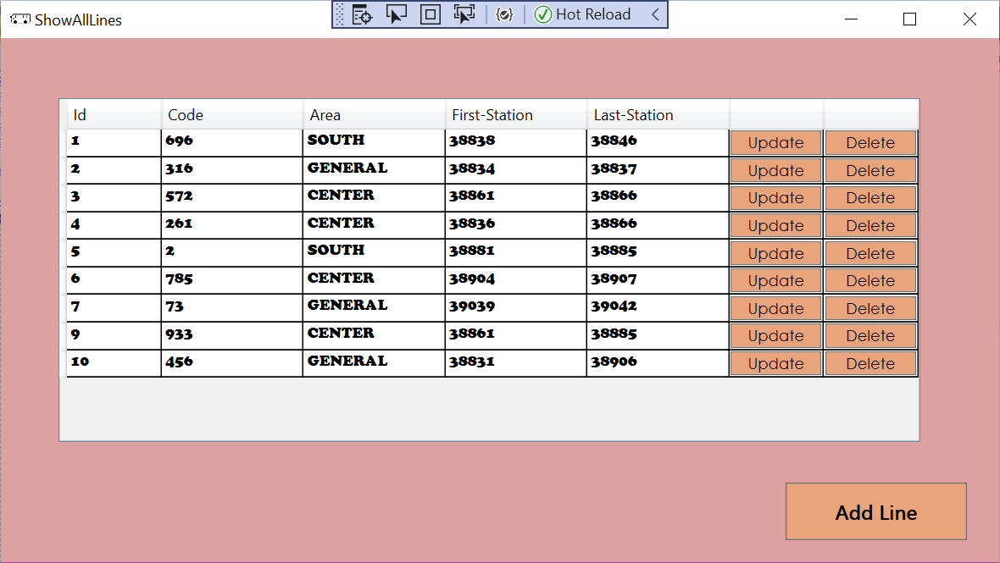 ShowAllLines
Hot Reload
Id Code Area First-Station Last-Station
1 696 SOUTH 38838 38846 Update Delete
2 316 GENERAL 38834 38837 Update Delete
3 572 CENTER 38861 38866 Update Delete
4 261 CENTER 38836 38866 Update Delete
5 2 SOUTH 38881 38885 Update Delete
6 785 CENTER 38904 38907 Update Delete
7 73 GENERAL 39039 39042 Update Delete
9 933 CENTER 38861 38885 Update Delete
10 456 GENERAL 38831 38906 Update Delete
Add Line